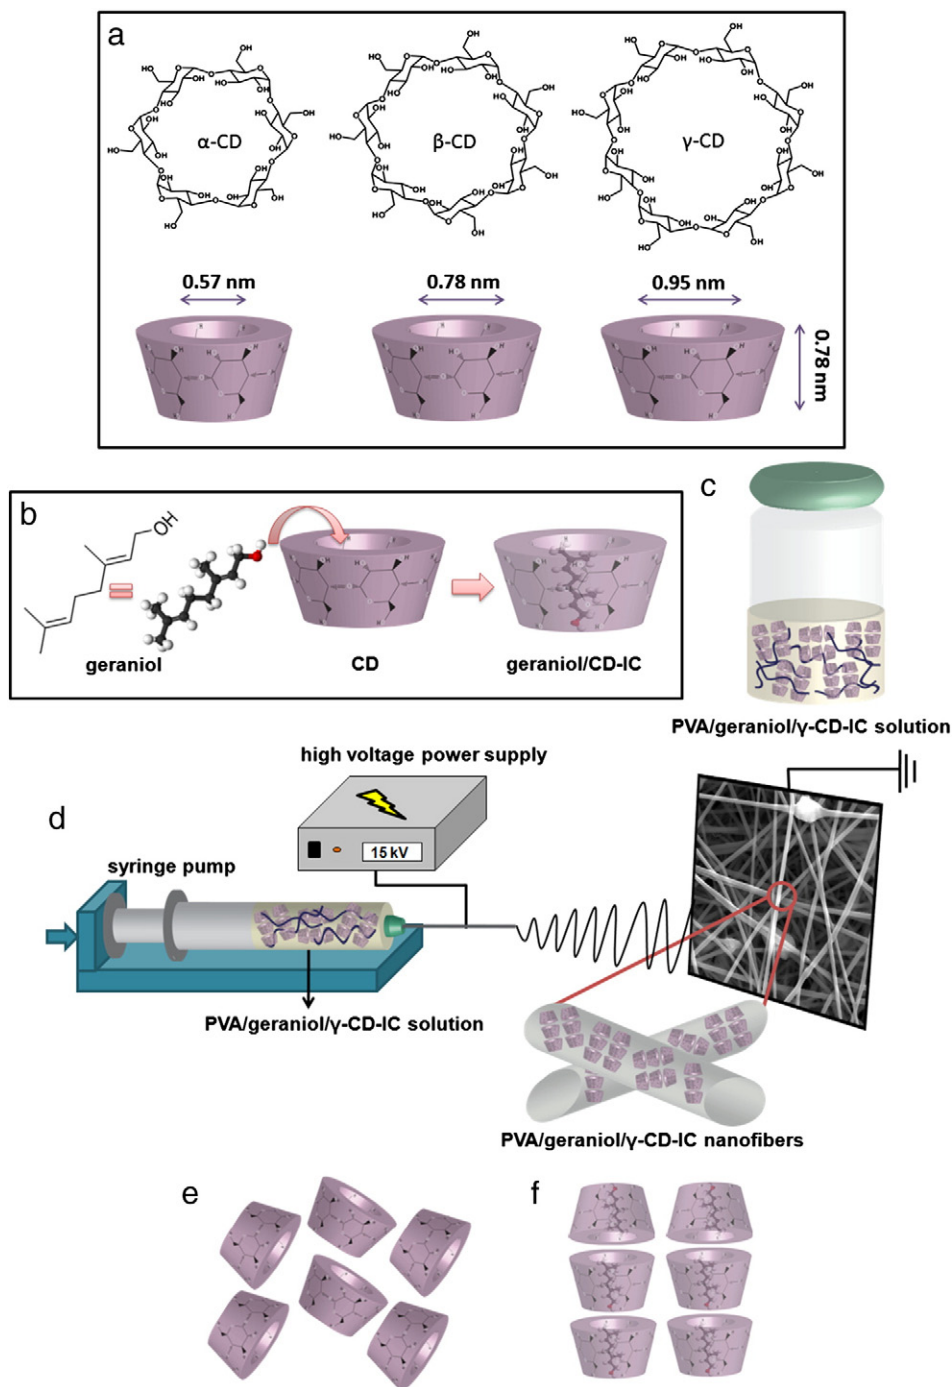 a
α-CD
β-CD
γ-CD
0.57 nm
0.78 nm
0.95 nm
0.78 nm
b
OH
geraniol
CD
geraniol/CD-IC
c
PVA/geraniol/γ-CD-IC solution
d
high voltage power supply
15 kV
syringe pump
PVA/geraniol/γ-CD-IC solution
PVA/geraniol/γ-CD-IC nanofibers
e
f